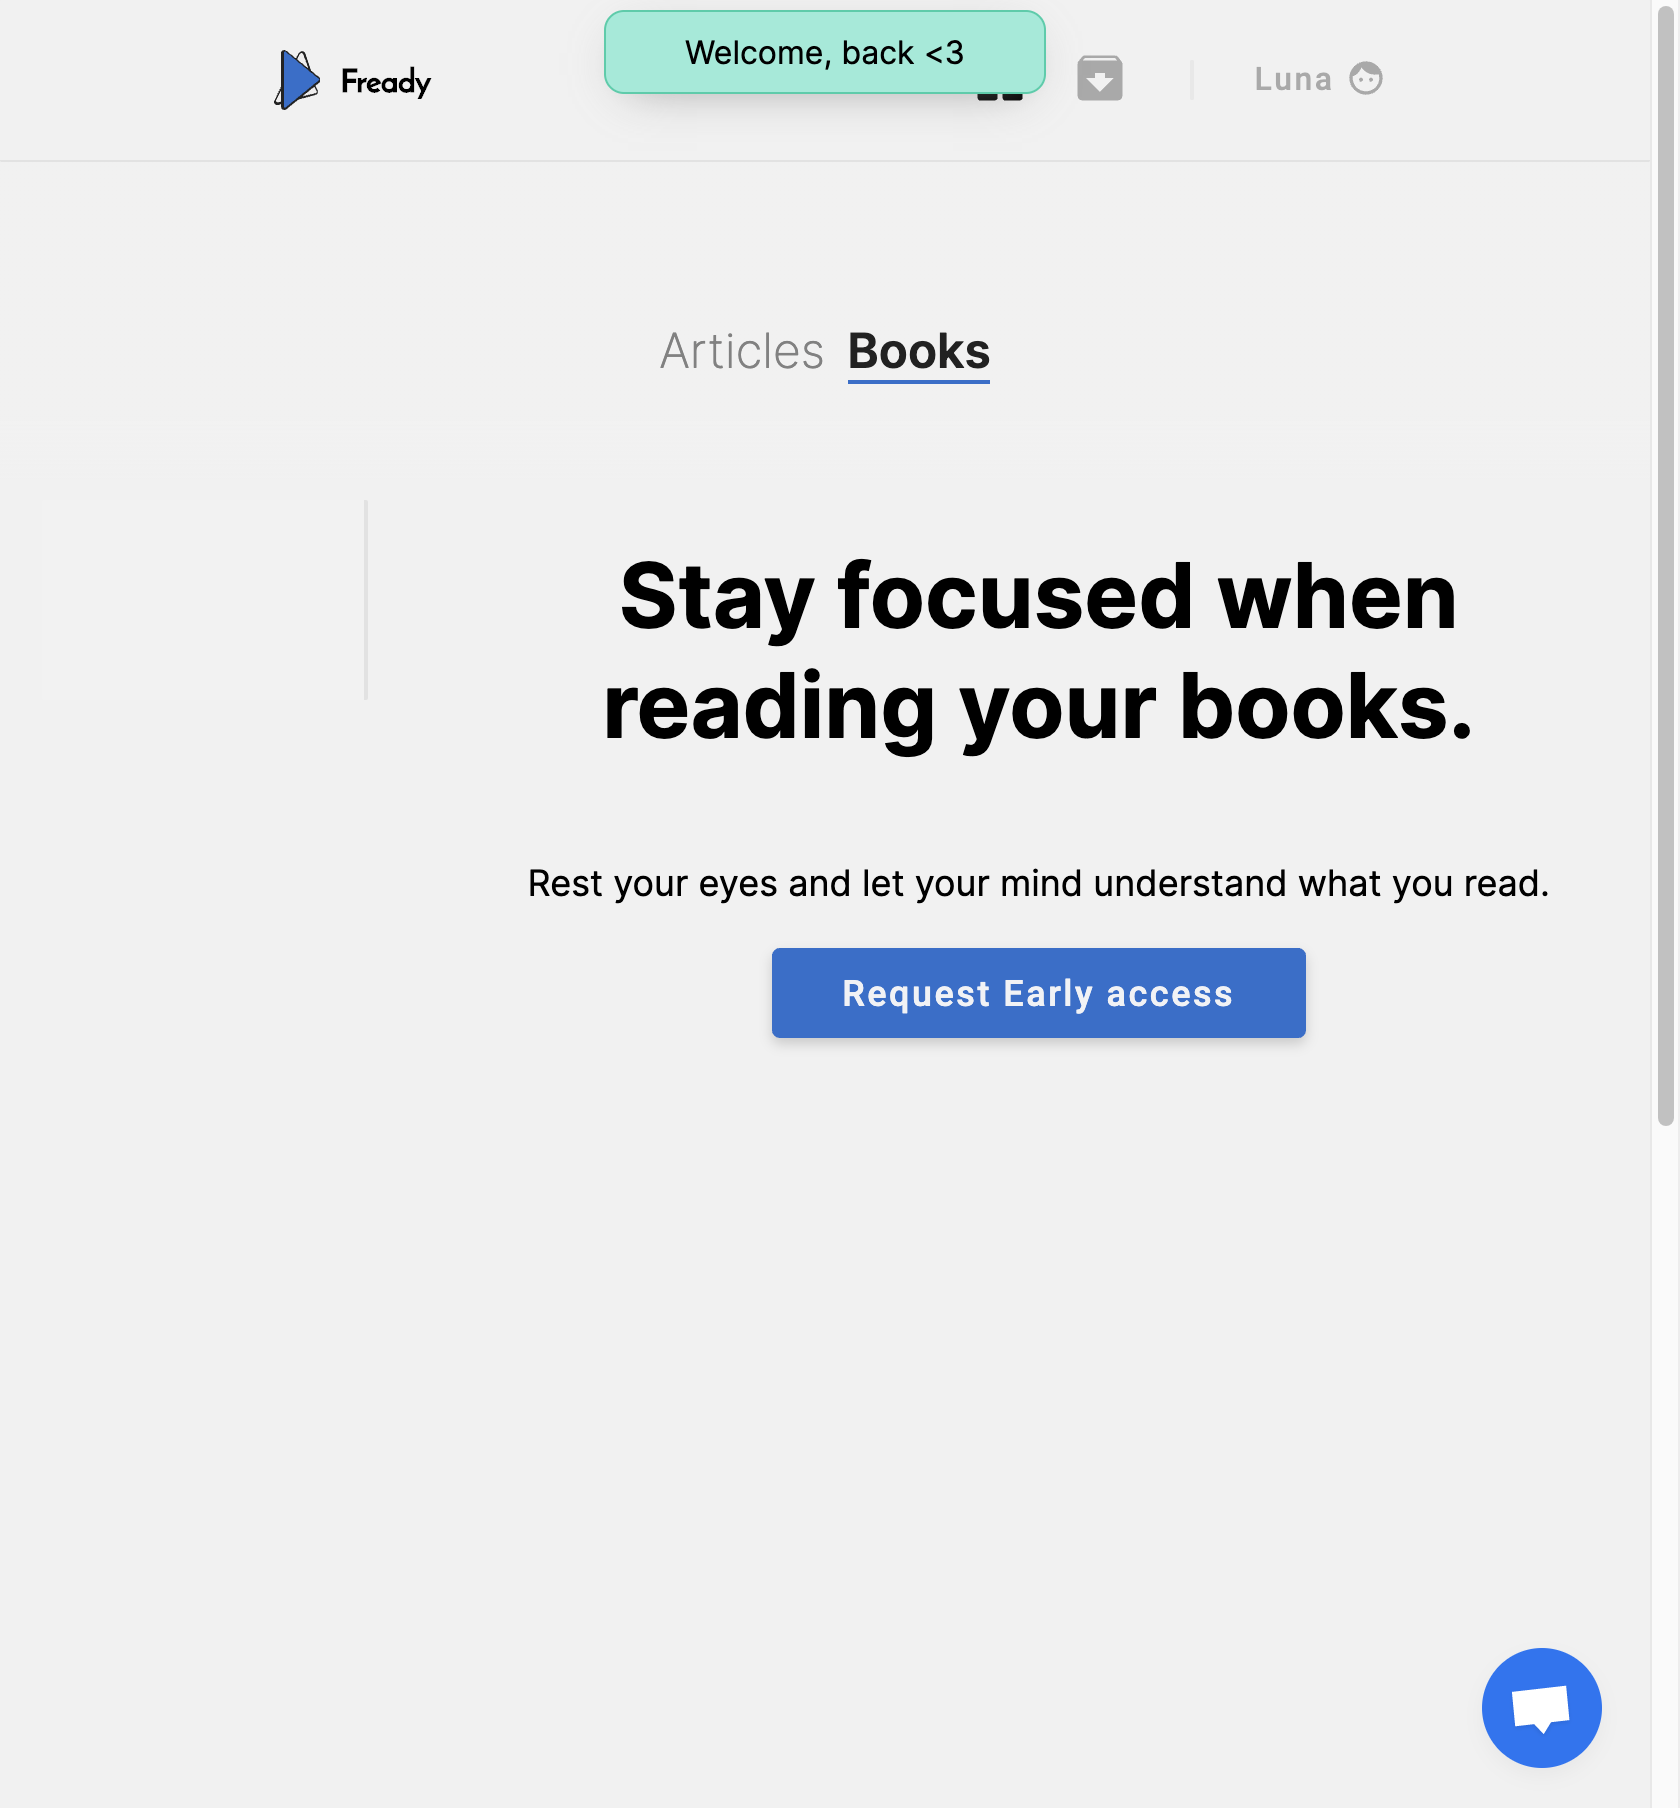 Fready
Welcome, back <3
Luna
Articles Books
Stay focused when
reading your books.
Rest your eyes and let your mind understand what you read.
Request Early access